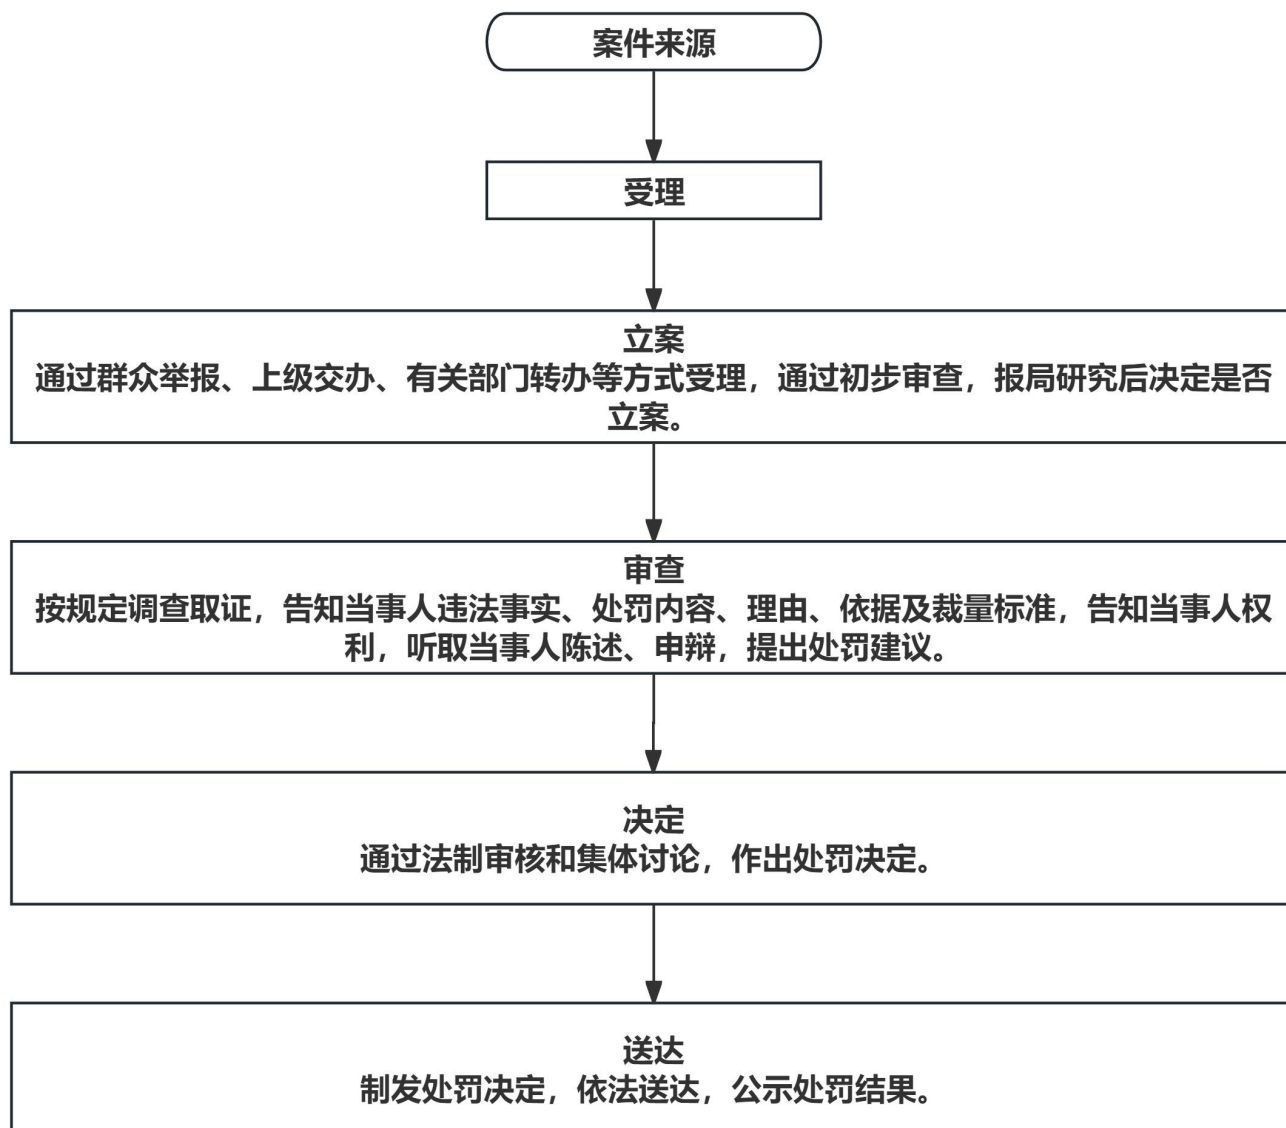 案件来源
受理
立案
通过群众举报、上级交办、有关部门转办等方式受理，通过初步审查，报局研究后决定是否
立案。
审查
按规定调查取证，告知当事人违法事实、处罚内容、理由、依据及裁量标准，告知当事人权
利，听取当事人陈述、申辩，提出处罚建议。
决定
通过法制审核和集体讨论，作出处罚决定。
送达
制发处罚决定，依法送达，公示处罚结果。